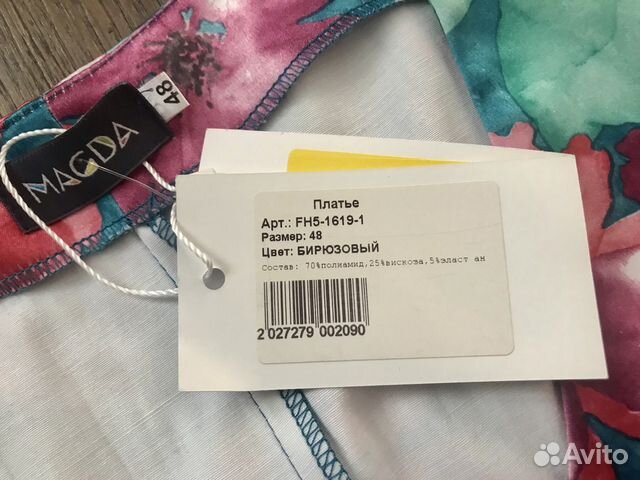 48
MAGDA
Платье
Арт.: FH5-1619-1
Размер: 48
Цвет: БИРЮЗОВЫЙ
Состав: 70%полиамид,25%вискоза,5%эласт ан
2 027279 002090
Avito